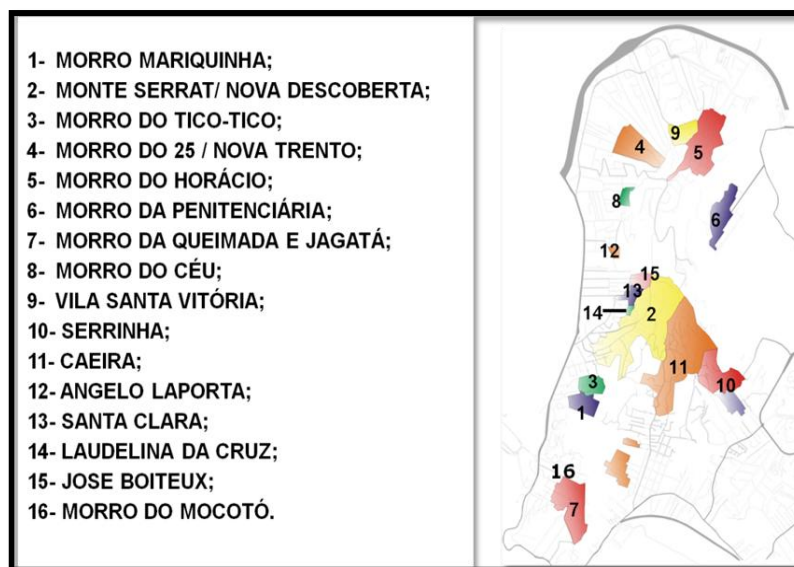 1- MORRO MARIQUINHA;
2- MONTE SERRAT/ NOVA DESCOBERTA;
3- MORRO DO TICO-TICO;
4- MORRO DO 25 / NOVA TRENTO;
5- MORRO DO HORÁCIO;
6- MORRO DA PENITENCIÁRIA;
7- MORRO DA QUEIMADA E JAGATÁ;
8- MORRO DO CÉU;
9- VILA SANTA VITÓRIA;
10- SERRINHA;
11- CAEIRA;
12- ANGELO LAPORTA;
13- SANTA CLARA;
14- LAUDELINA DA CRUZ;
15- JOSE BOITEUX;
16- MORRO DO MOCOTÓ.
9
4
5
8
6
12
15
13
14
2
11
3
10
1
16
7